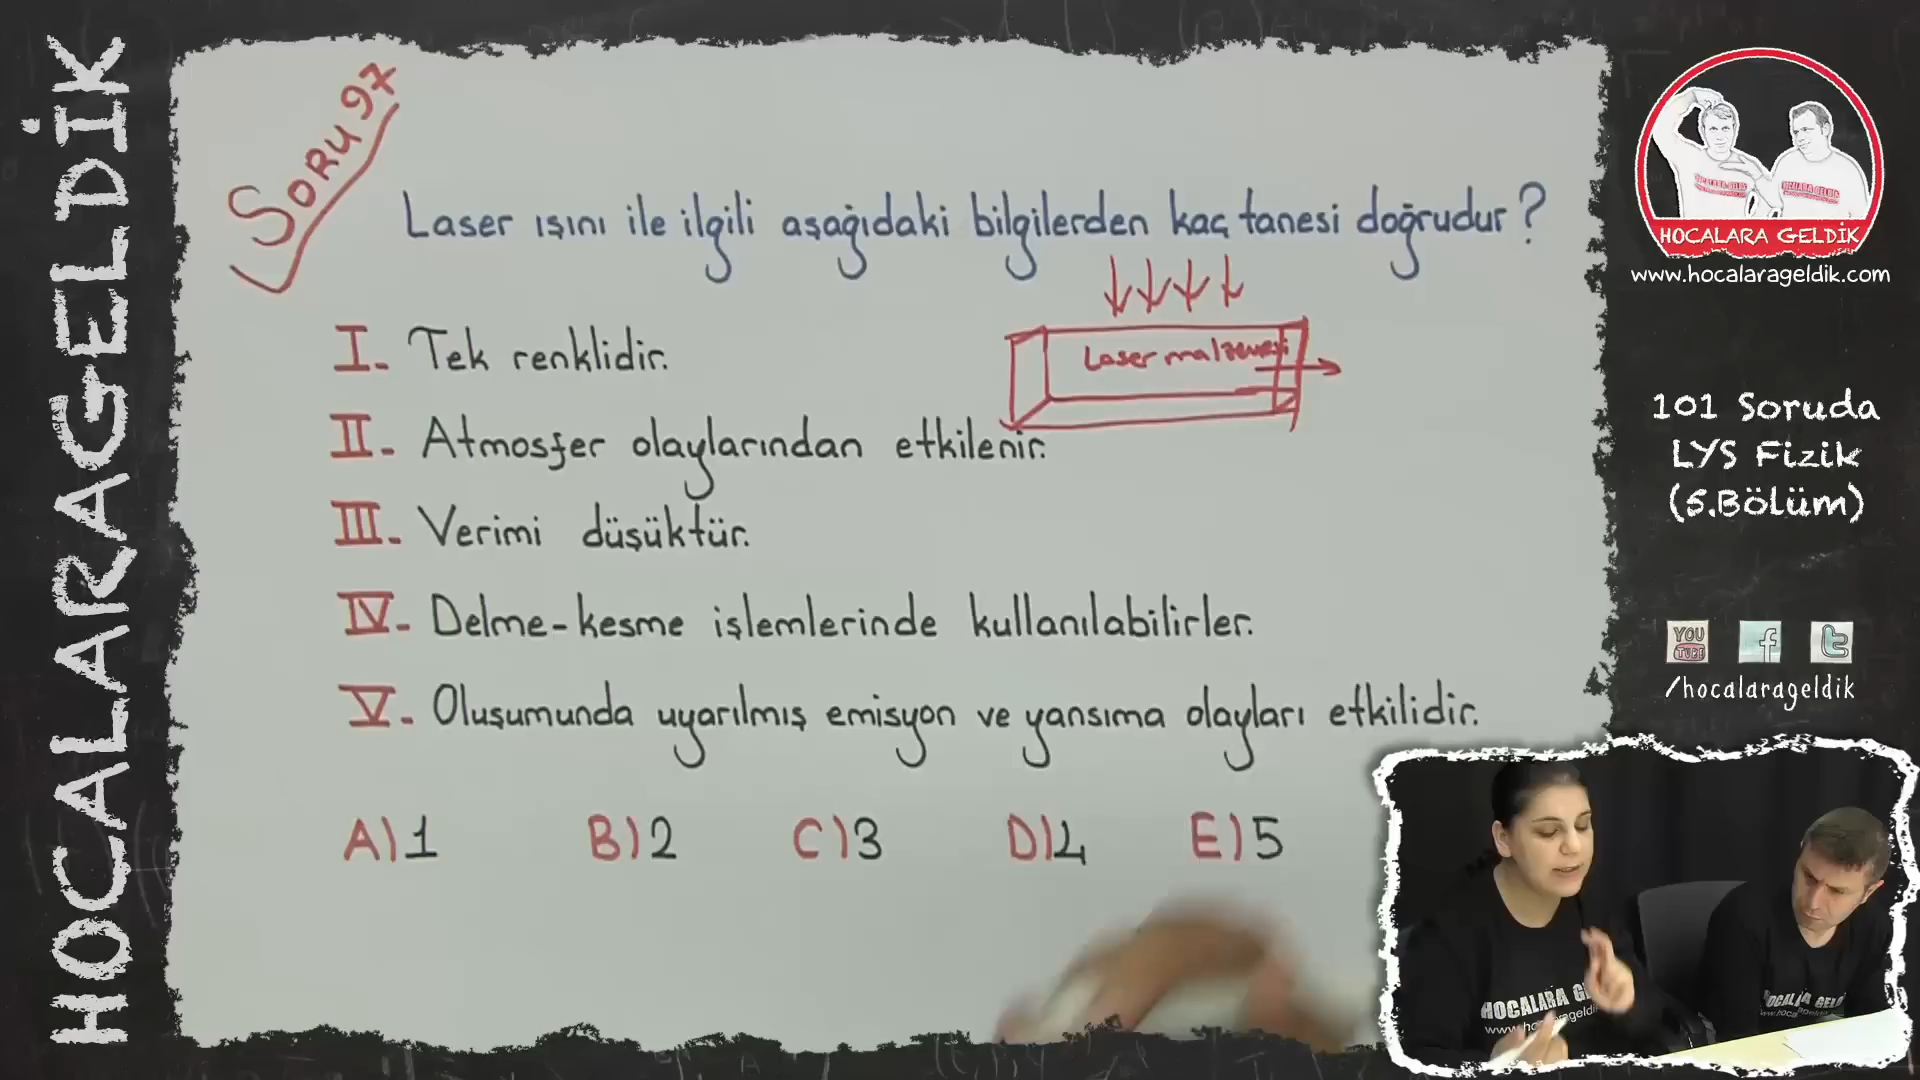 HOCALARAGELDİK
SORU 97
Laser ışını ile ilgili aşağıdaki bilgilerden kaç tanesi doğrudur?
Laser malzemesi
I- Tek renklidir.
II- Atmosfer olaylarından etkilenir.
III- Verimi düşüktür.
IV- Delme-kesme işlemlerinde kullanılabilirler.
V- Oluşumunda uyarılmış emisyon ve yansıma olayları etkilidir.
A) 1 B) 2 C) 3 D) 4 E) 5
HOCALARA GELDİK
www.hocalarageldik.com
101 Soruda
LYS Fizik
(5.Bölüm)
YOU TUBE f t
/hocalarageldik
HOCALARA
HOCALARA GELD